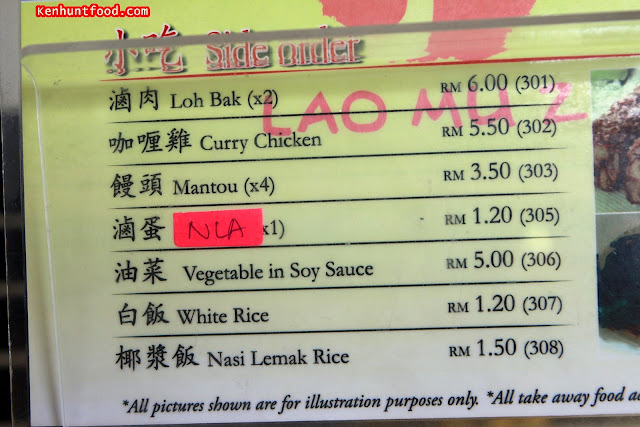 Kenhuntfood.com
小吃 Side order
滷肉 Loh Bak (x2) RM 6.00 (301)
LAO MU Z
咖喱雞 Curry Chicken RM 5.50 (302)
饅頭 Mantou (x4) RM 3.50 (303)
滷蛋 NLA x1) RM 1.20 (305)
油菜 Vegetable in Soy Sauce RM 5.00 (306)
白飯 White Rice RM 1.20 (307)
椰漿飯 Nasi Lemak Rice RM 1.50 (308)
*All pictures shown are for illustration purposes only. *All take away food